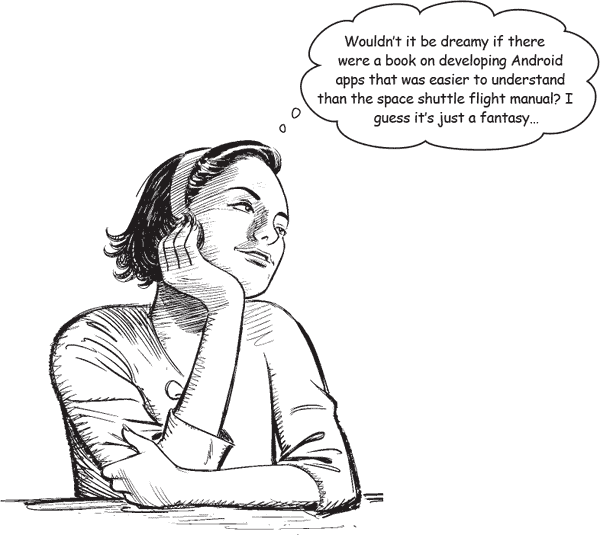 Wouldn't it be dreamy if there
were a book on developing Android
apps that was easier to understand
than the space shuttle flight manual? I
guess it's just a fantasy...